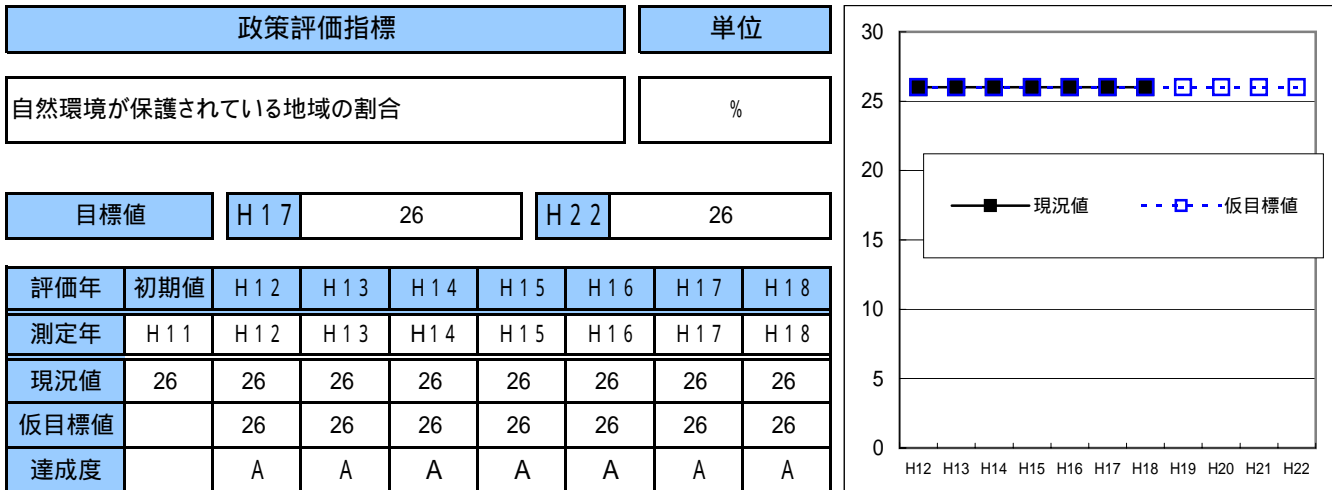 政策評価指標 単位
自然環境が保護されている地域の割合 %
目標値 H17 26 H22 26
評価年 初期値 H12 H13 H14 H15 H16 H17 H18
測定年 H11 H12 H13 H14 H15 H16 H17 H18
現況値 26 26 26 26 26 26 26 26
仮目標値 26 26 26 26 26 26 26
達成度 A A A A A A A
30
25
20
15
10
5
0
現況値 仮目標値
H12 H13 H14 H15 H16 H17 H18 H19 H20 H21 H22